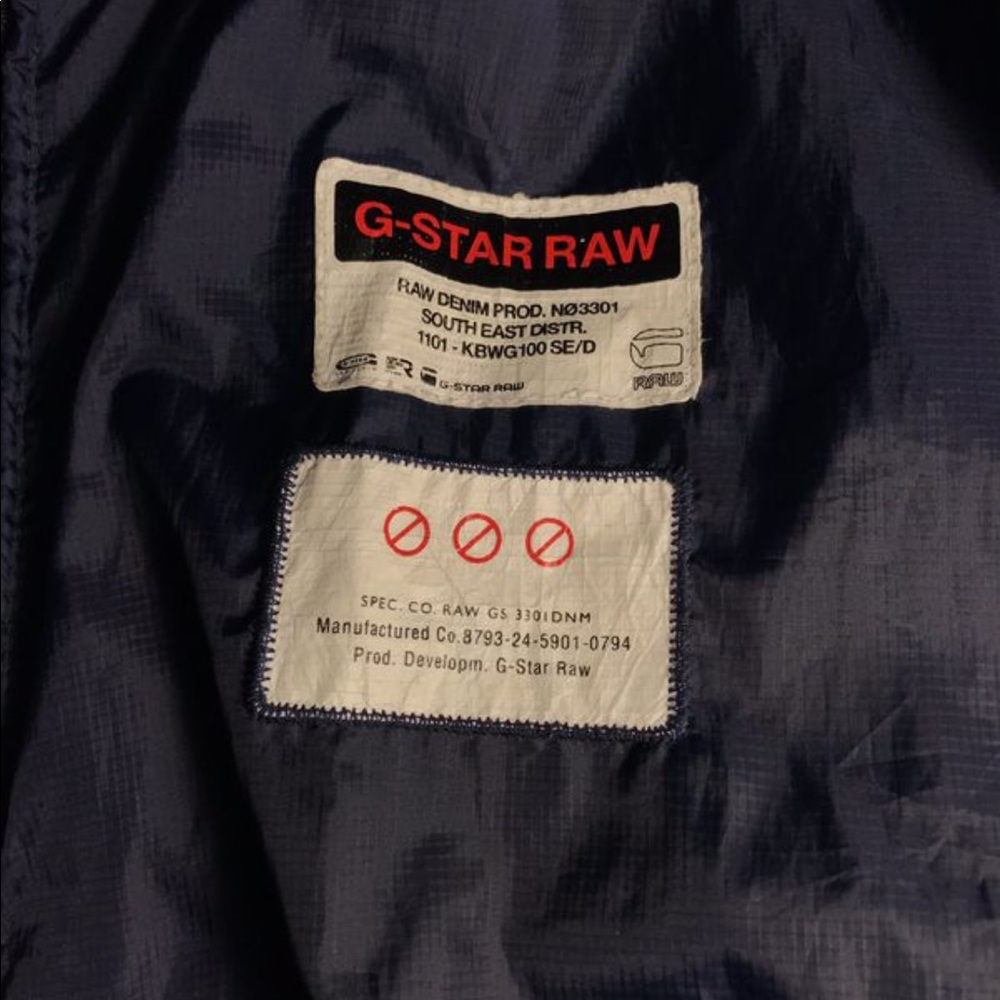 G-STAR RAW
RAW DENIM PROD. NØ3301
SOUTH EAST DISTR.
1101 - KBWG100 SE/D
G-STAR RAW
RAW
SPEC. CO. RAW GS 3301DNM
Manufactured Co.8793-24-5901-0794
Prod. Developm. G-Star Raw